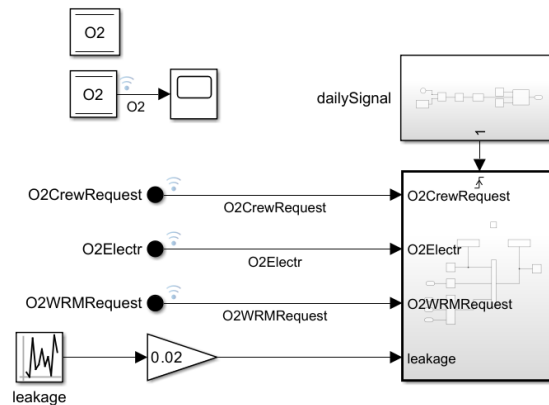 O2
O2
O2
dailySignal
1
O2CrewRequest
O2CrewRequest
O2CrewRequest
O2Electr
O2Electr
O2Electr
O2WRMRequest
O2WRMRequest
O2WRMRequest
0.02
leakage
leakage